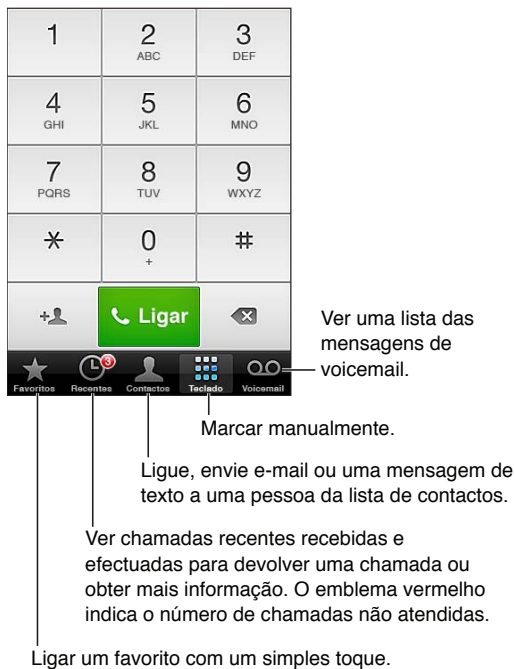 1 2 3
ABC DEF
4 5 6
GHI JKL MNO
7 8 9
PQRS TUV WXYZ
* 0 #
+
+ Ligar
3
Favoritos Recentes Contactos Teclado Voicemail
Ver uma lista das
mensagens de
voicemail.
Marcar manualmente.
Ligue, envie e-mail ou uma mensagem de
texto a uma pessoa da lista de contactos.
Ver chamadas recentes recebidas e
efectuadas para devolver uma chamada ou
obter mais informação. O emblema vermelho
indica o número de chamadas não atendidas.
Ligar um favorito com um simples toque.